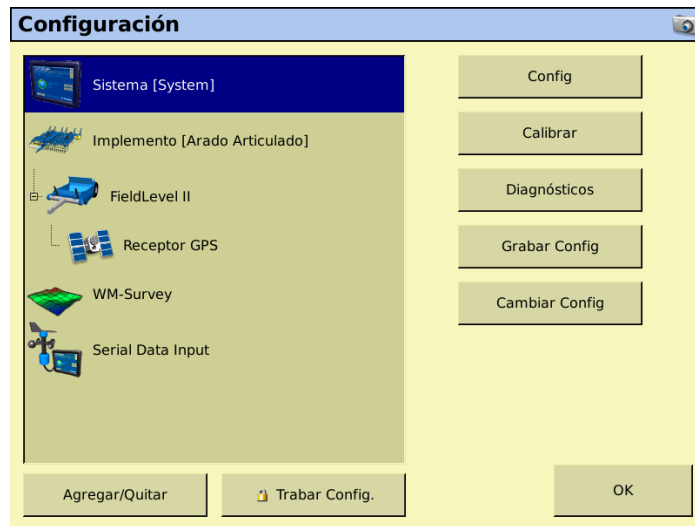 Configuración
Sistema [System]
Implemento [Arado Articulado]
FieldLevel II
Receptor GPS
WM-Survey
Serial Data Input
Config
Calibrar
Diagnósticos
Grabar Config
Cambiar Config
Agregar/Quitar
Trabar Config.
OK